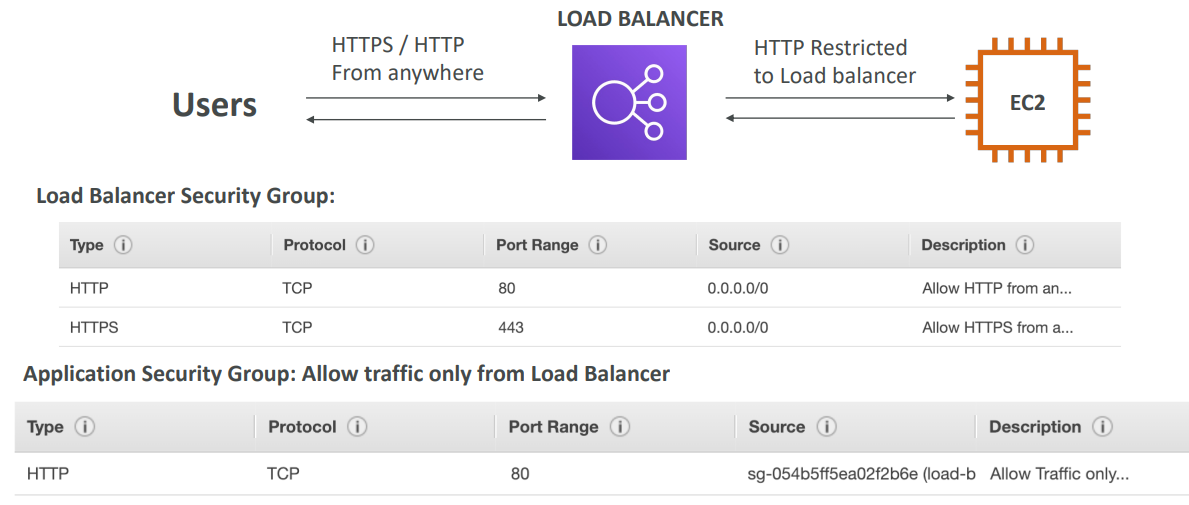 LOAD BALANCER
HTTPS / HTTP
From anywhere
HTTP Restricted
to Load balancer
Users
EC2
Load Balancer Security Group:
Type Protocol Port Range Source Description
HTTP TCP 80 0.0.0.0/0 Allow HTTP from an...
HTTPS TCP 443 0.0.0.0/0 Allow HTTPS from a...
Application Security Group: Allow traffic only from Load Balancer
Type Protocol Port Range Source Description
HTTP TCP 80 sg-054b5ff5ea02f2b6e (load-b Allow Traffic only...